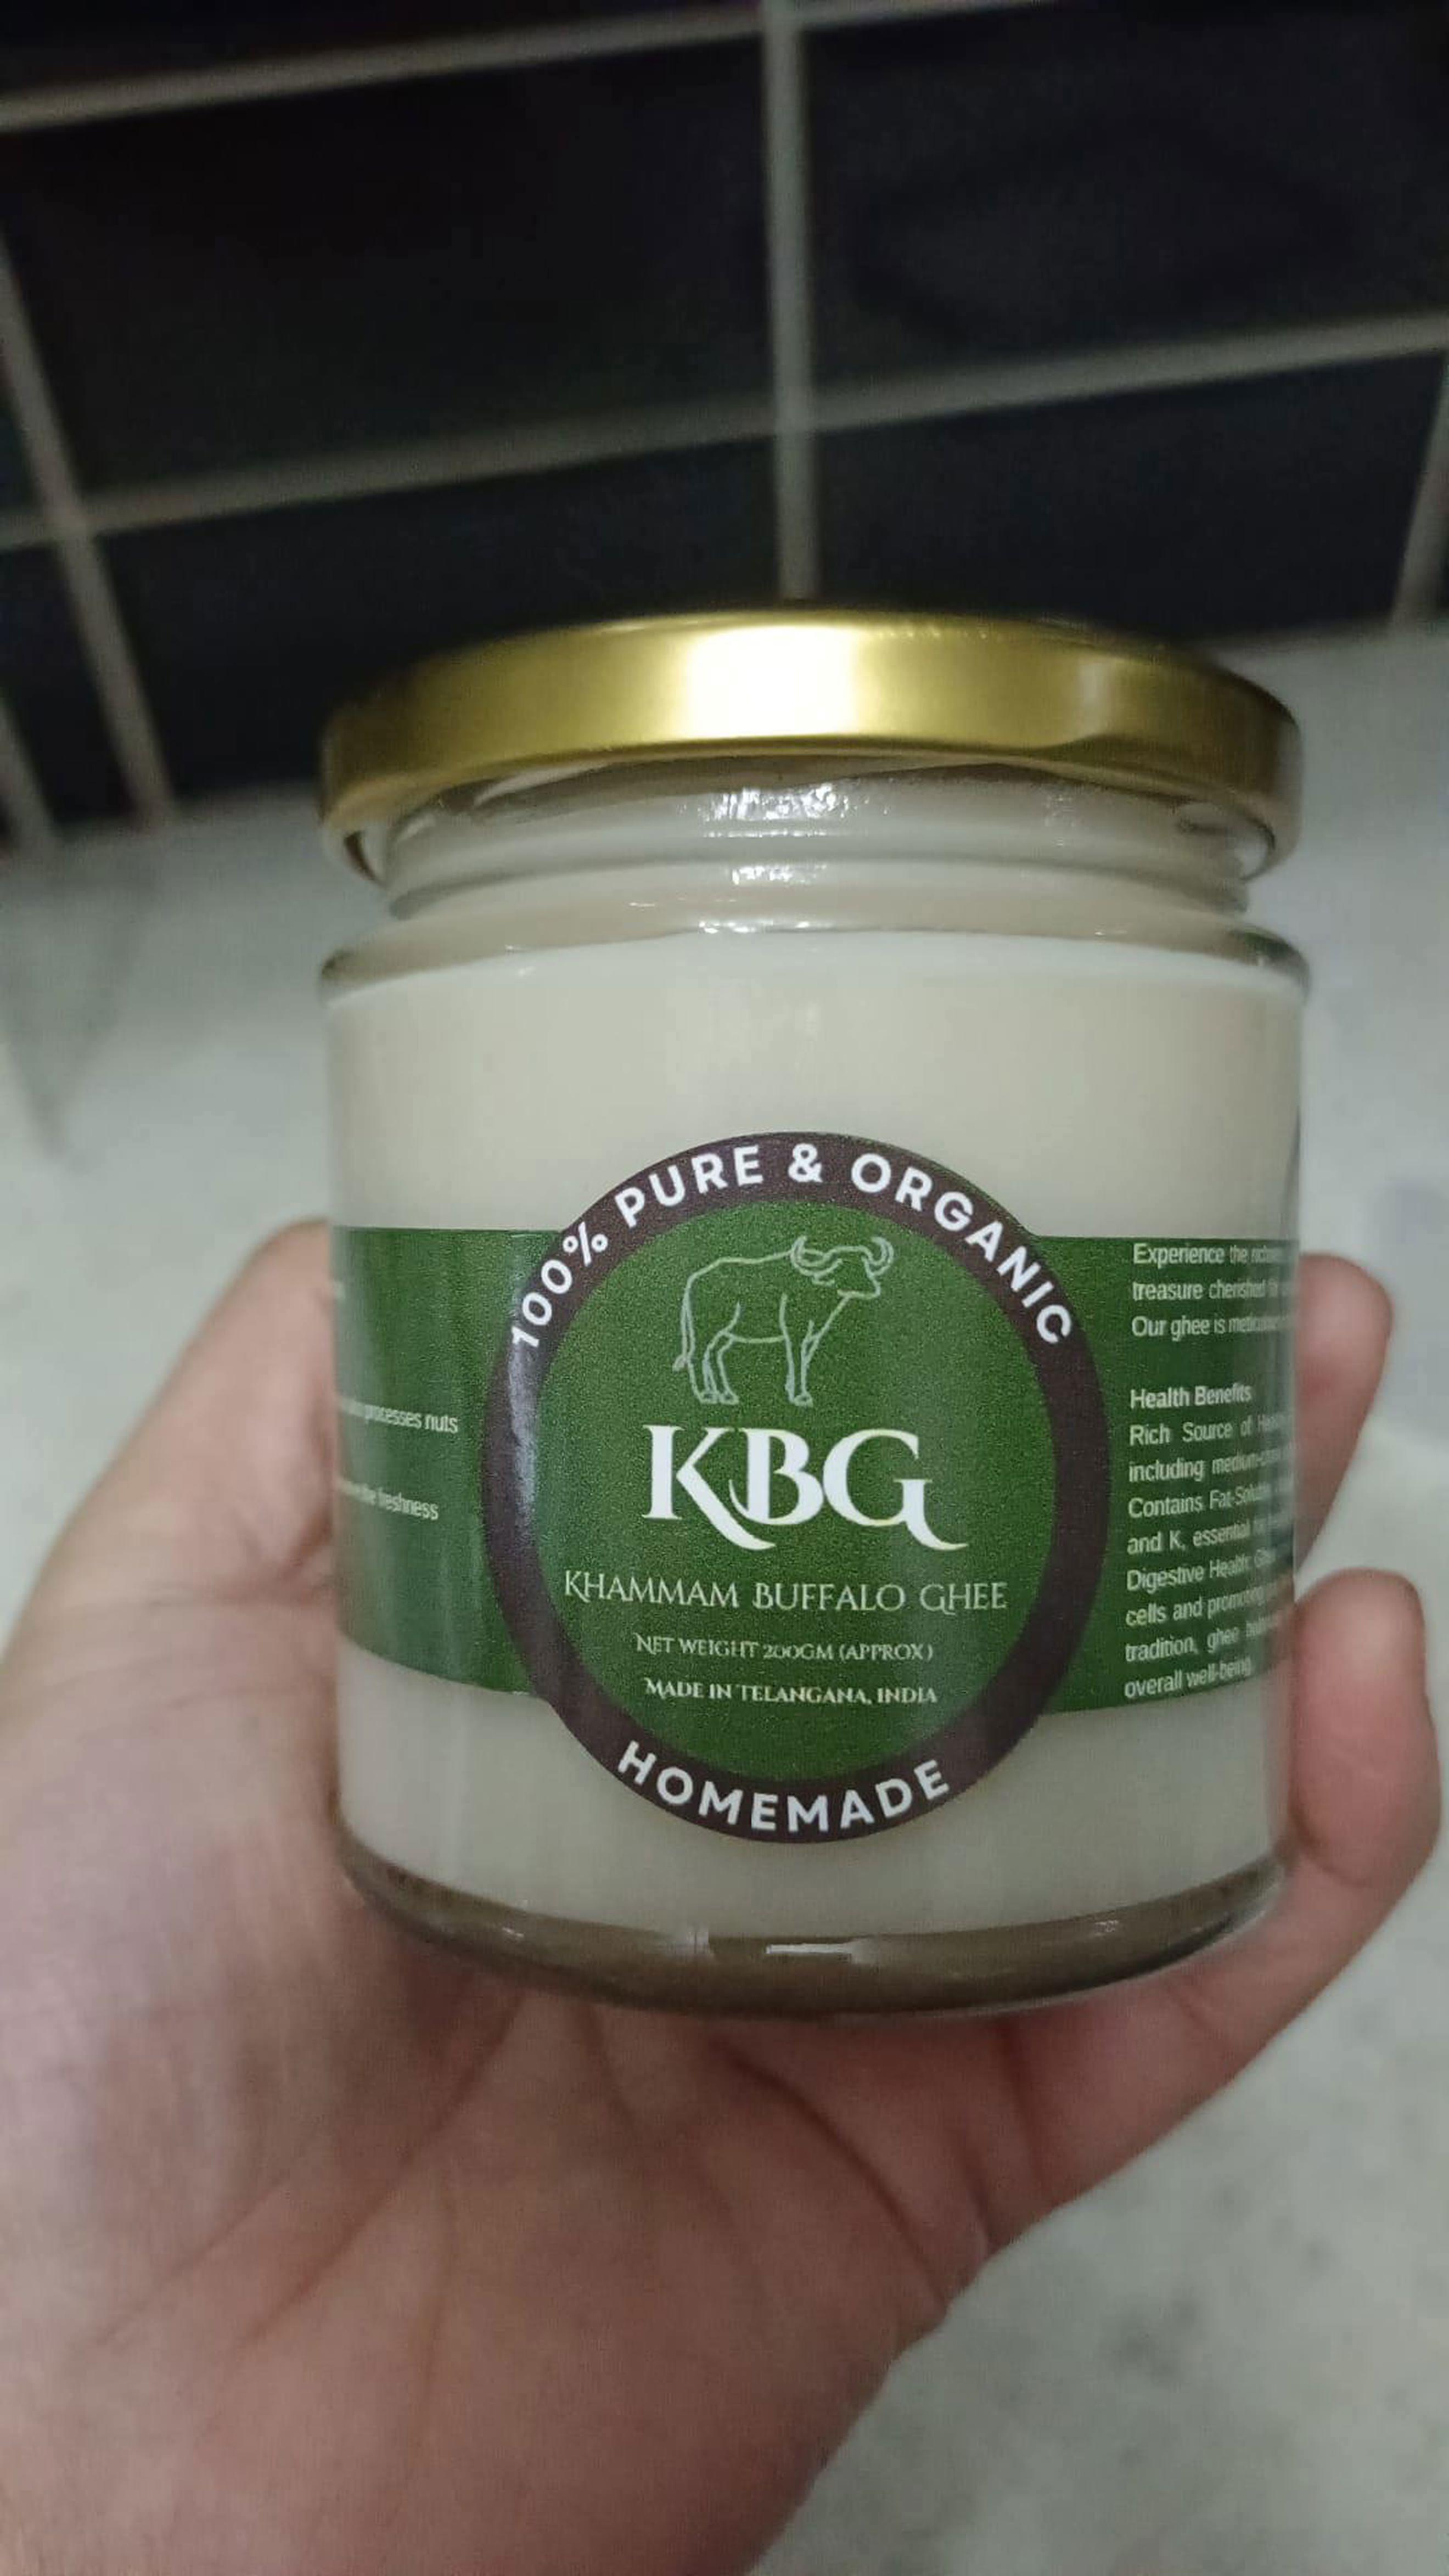 100% PURE & ORGANIC
KBG
KHAMMAM BUFFALO GHEE
NET WEIGHT 200GM (APPROX)
MADE IN TELANGANA, INDIA
HOMEMADE
processes nuts
freshness
Experience the
treasure cherished
Our ghee is
Health Benefits
Rich Source of
including
Contains Fat-
and K, essential
Digestive Health:
cells and promoting
tradition, ghee
overall well-being.